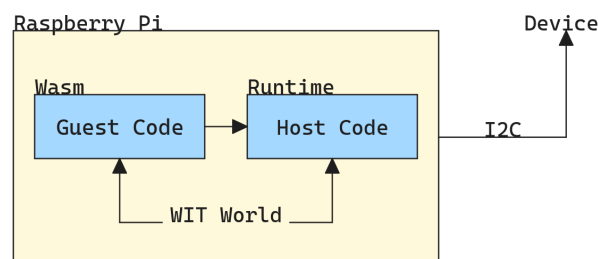 Raspberry Pi
Device
Wasm
Runtime
Guest Code
Host Code
I2C
WIT World